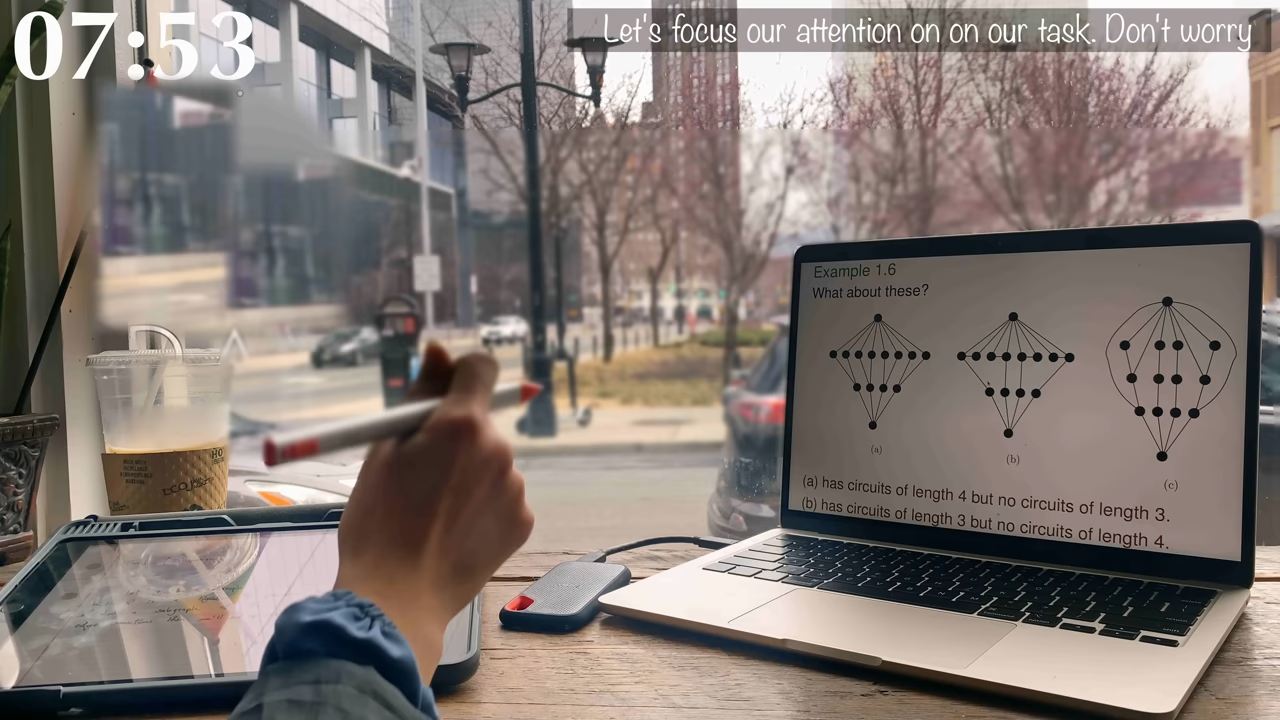 07:53
Let's focus our attention on on our task. Don't worry
Example 1.6
What about these?
(a)
(b)
(c)
(a) has circuits of length 4 but no circuits of length 3.
(b) has circuits of length 3 but no circuits of length 4.
HO
ECO